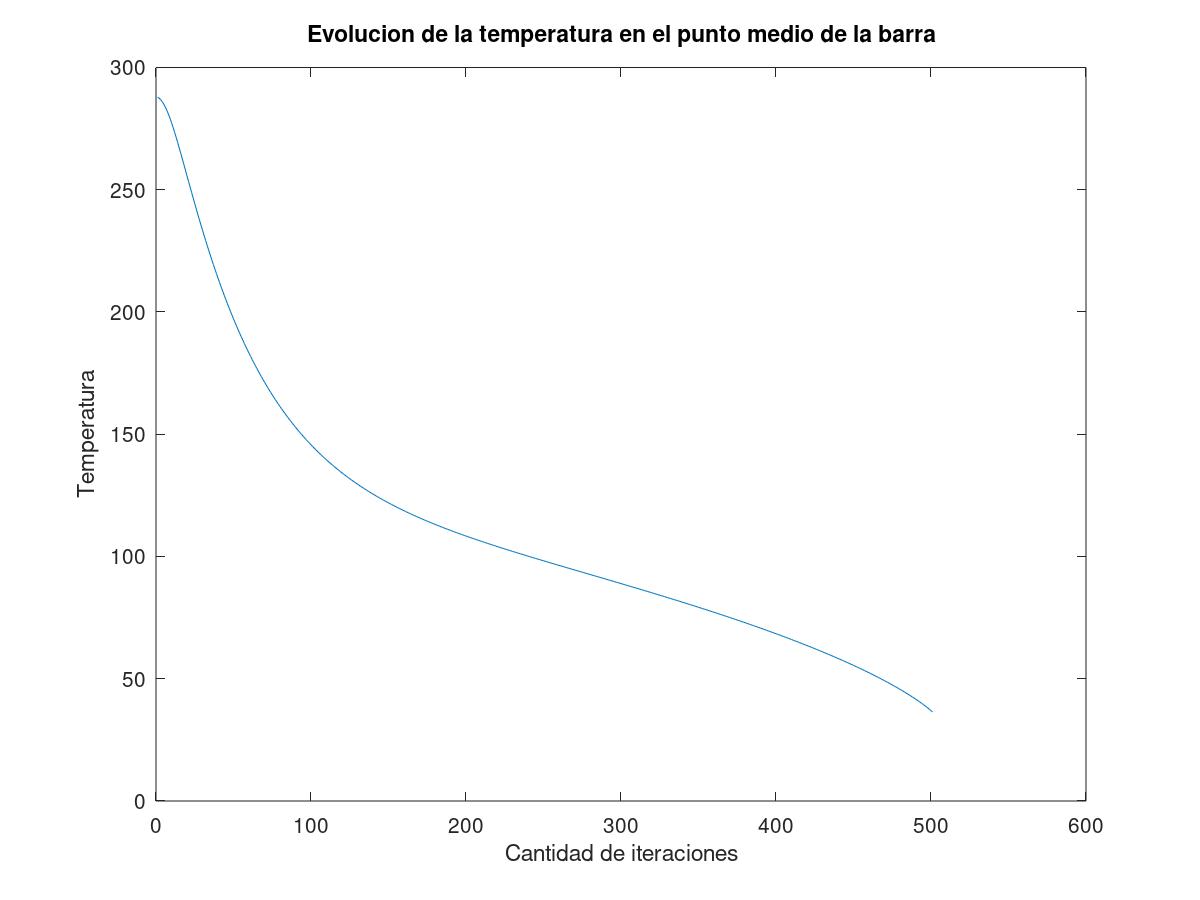 Evolucion de la temperatura en el punto medio de la barra
300
250
200
150
100
50
0
Temperatura
0 100 200 300 400 500 600
Cantidad de iteraciones